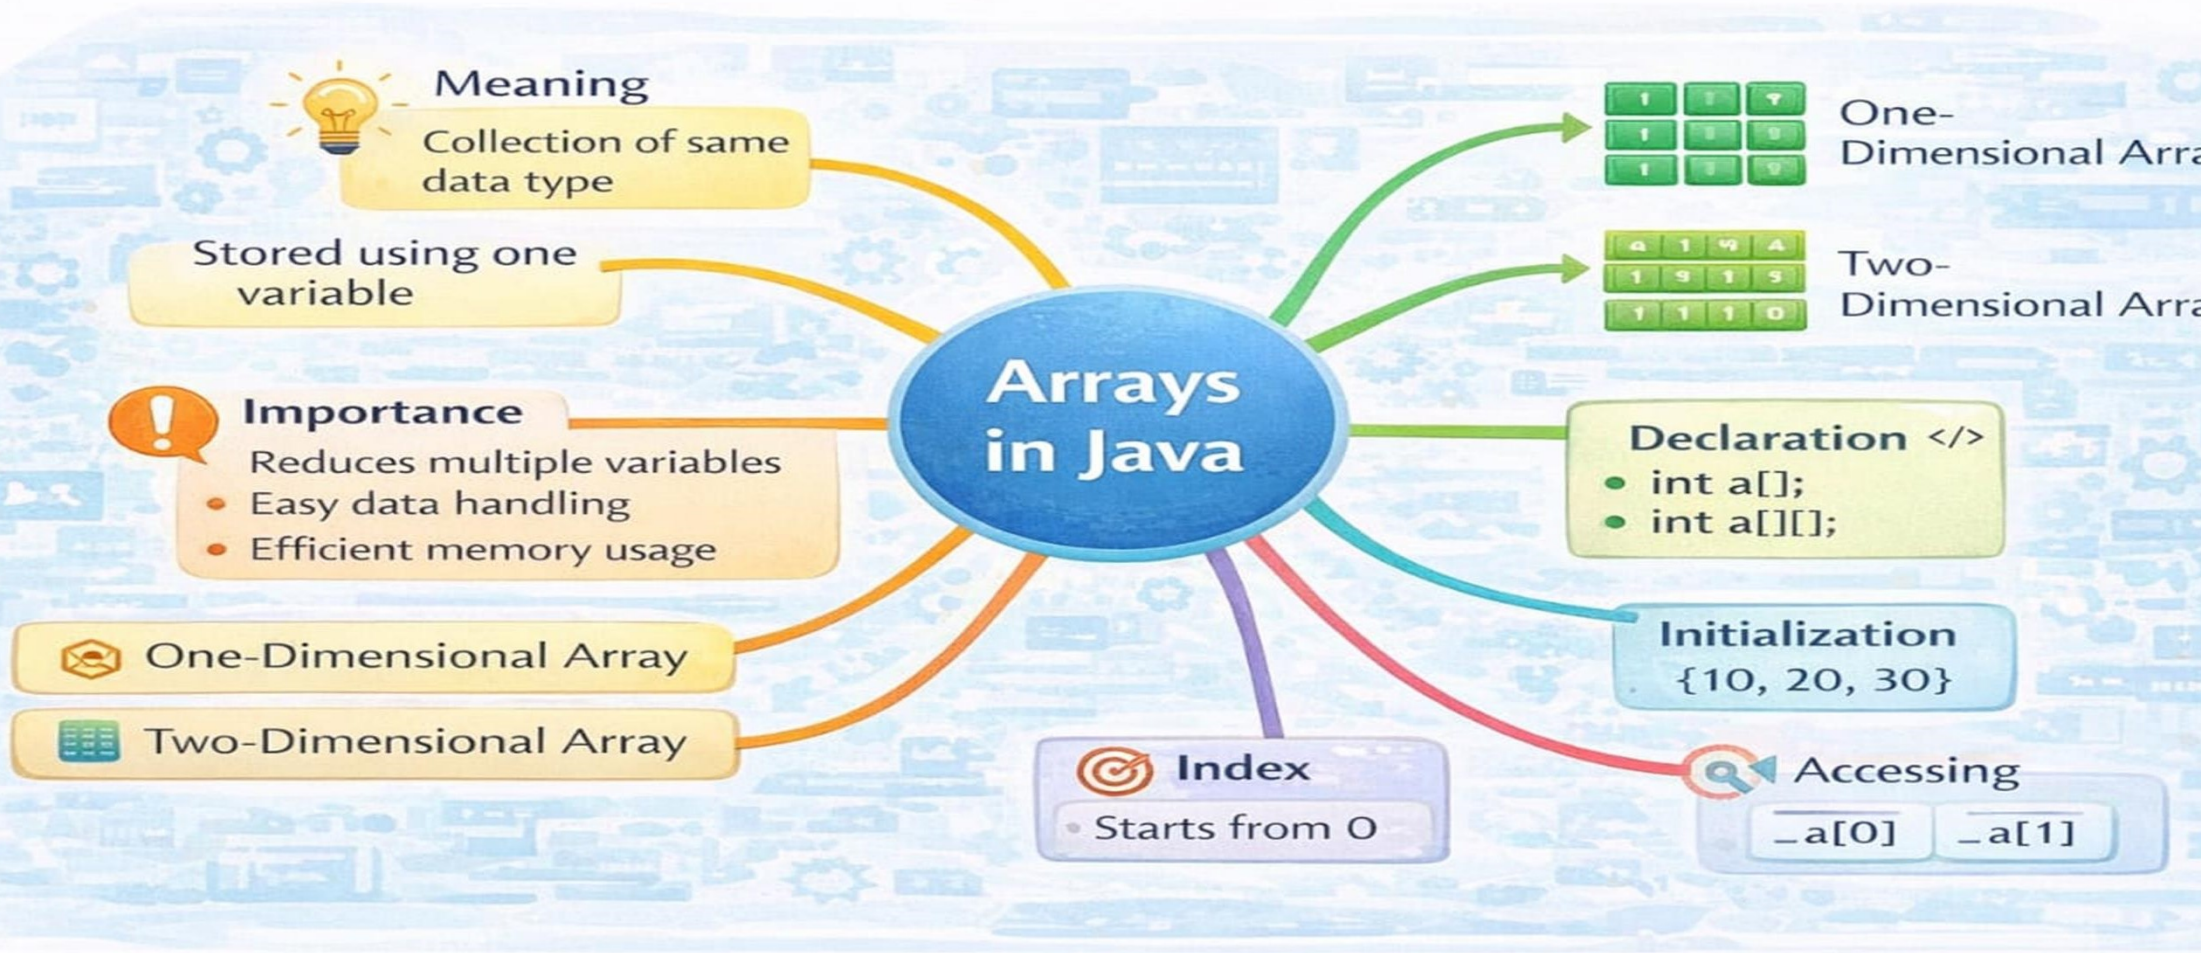 Meaning
Collection of same
data type
Stored using one
variable
Importance
Reduces multiple variables
• Easy data handling
• Efficient memory usage
One-Dimensional Array
Two-Dimensional Array
Arrays
in Java
One-
Dimensional Arra
Two-
Dimensional Arra
Declaration </>
• int a[];
• int a[][];
Initialization
{10, 20, 30}
Accessing
_a[0] _a[1]
Index
Starts from 0